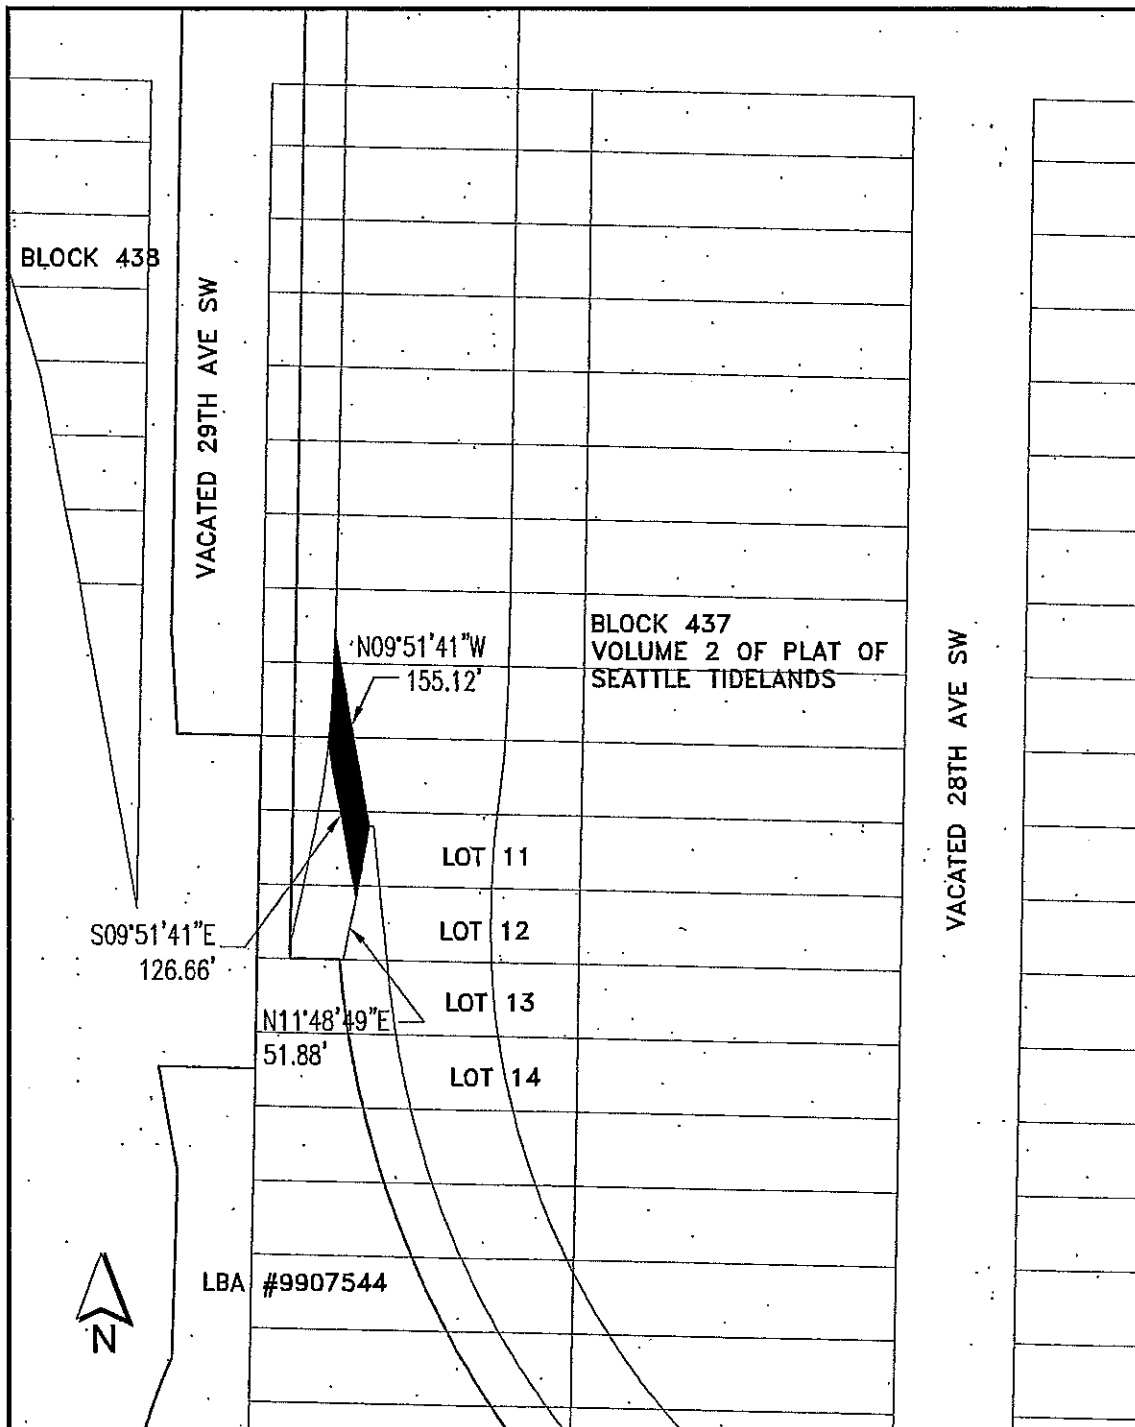 BLOCK 438
VACATED 29TH AVE SW
BLOCK 437
VOLUME 2 OF PLAT OF
SEATTLE TIDELANDS
N09°51'41"W
155.12'
VACATED 28TH AVE SW
LOT 11
LOT 12
S09°51'41"E
126.66'
LOT 13
N11°48'49"E
51.88'
LOT 14
LBA #9907544
N